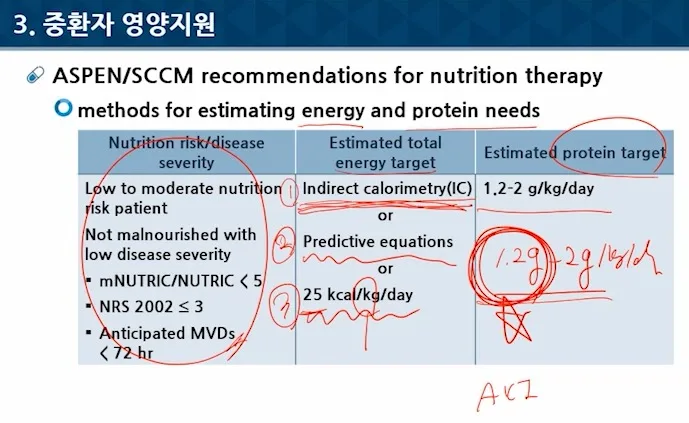 3. 중환자 영양지원
ASPEN/SCCM recommendations for nutrition therapy
methods for estimating energy and protein needs
Nutrition risk/disease
severity
Estimated total
energy target
Estimated protein target
Low to moderate nutrition
risk patient
Not malnourished with
low disease severity
▪ mNUTRIC/NUTRIC < 5
▪ NRS 2002 ≤ 3
▪ Anticipated MVDs
< 72 hr
① Indirect calorimetry(IC)
or
② Predictive equations
or
③ 25 kcal/kg/day
1.2-2 g/kg/day
1.2g - 2g/kg/d
AKI